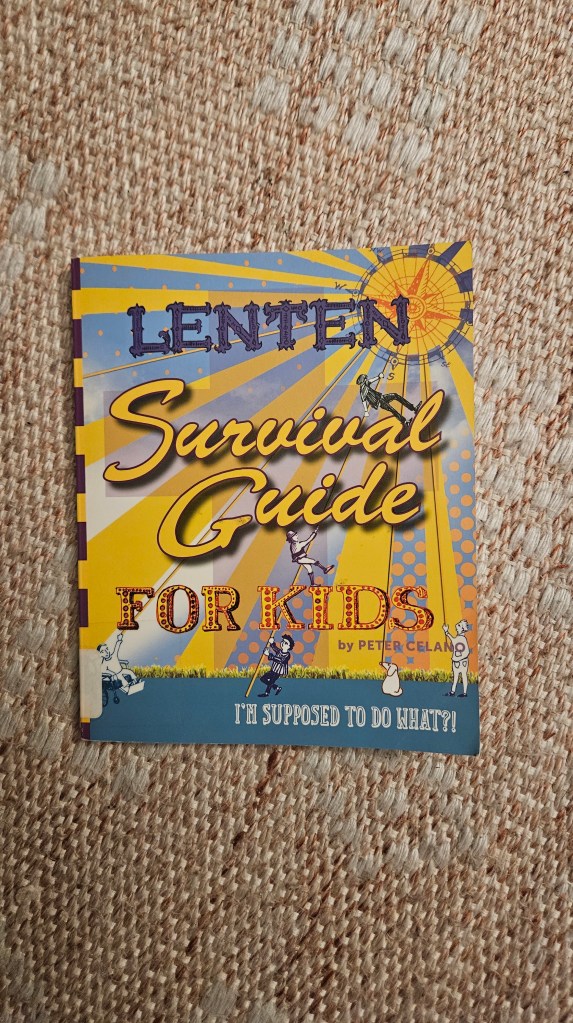 LENTEN
Survival
Guide
FOR KIDS
by PETER CELANO
I'M SUPPOSED TO DO WHAT?!